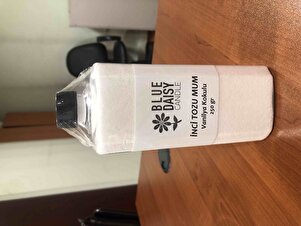 BLUE
DAISY
CANDLE
İNCİ TOZU MUM
Vanilya Kokulu
250 gr